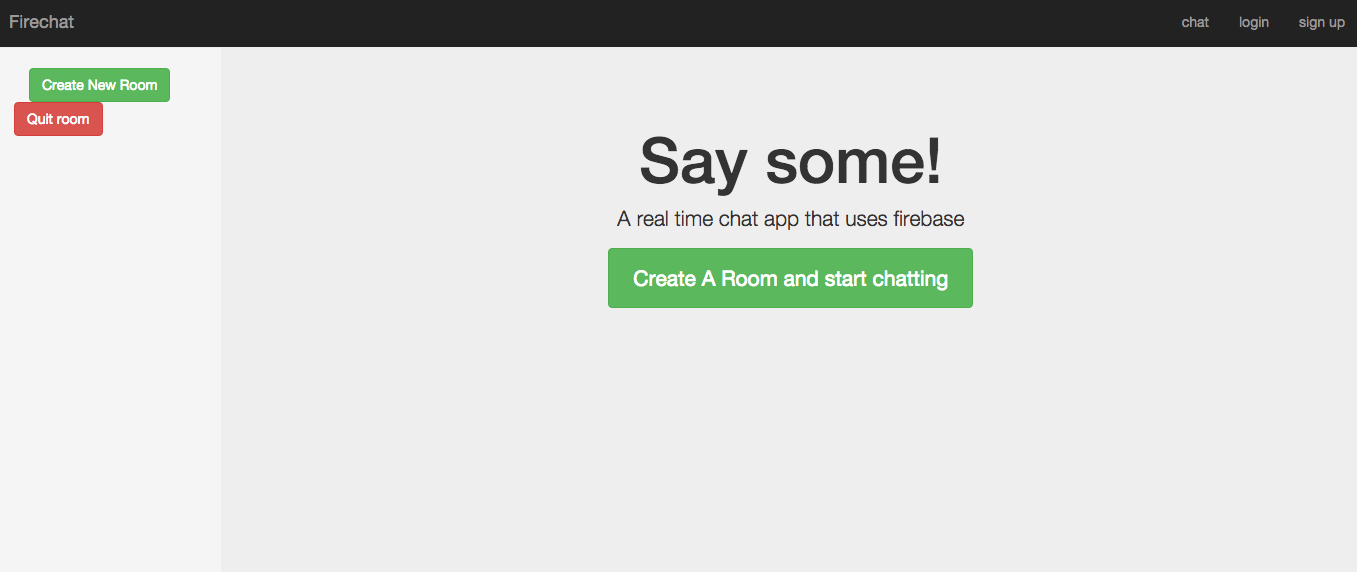 Firechat
chat login sign up
Create New Room
Quit room
Say some!
A real time chat app that uses firebase
Create A Room and start chatting